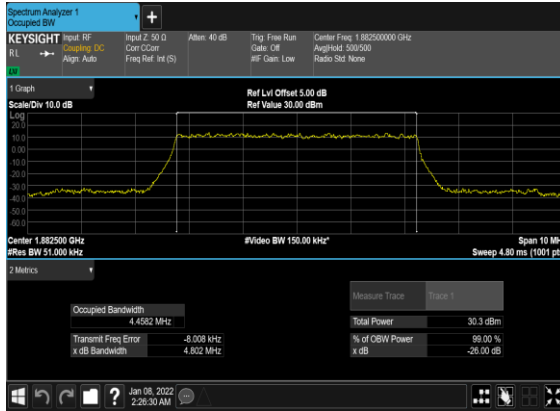 Spectrum Analyzer 1
Occupied BW
KEYSIGHT Input: RF Input Z: 50 Ω Atten: 40 dB Trig: Free Run Center Freq: 1.882500000 GHz
RL Coupling: DC Corr CCorr Gate: Off Avg|Hold: 500/500
Align: Auto Freq Ref: Int (S) #IF Gain: Low Radio Std: None
LW
1 Graph
Ref Lvl Offset 5.00 dB
Scale/Div 10.0 dB Ref Value 30.00 dBm
Log
20.0
10.0
0.00
-10.0
-20.0
-30.0
-40.0
-50.0
-60.0
Center 1.882500 GHz #Video BW 150.00 kHz* Span 10 MH
#Res BW 51.000 kHz Sweep 4.80 ms (1001 pt
2 Metrics
Measure Trace Trace 1
Occupied Bandwidth
4.4582 MHz
Total Power 30.3 dBm
Transmit Freq Error -8.008 kHz % of OBW Power 99.00 %
x dB Bandwidth 4.802 MHz x dB -26.00 dB
?
Jan 08, 2022
2:26:30 AM